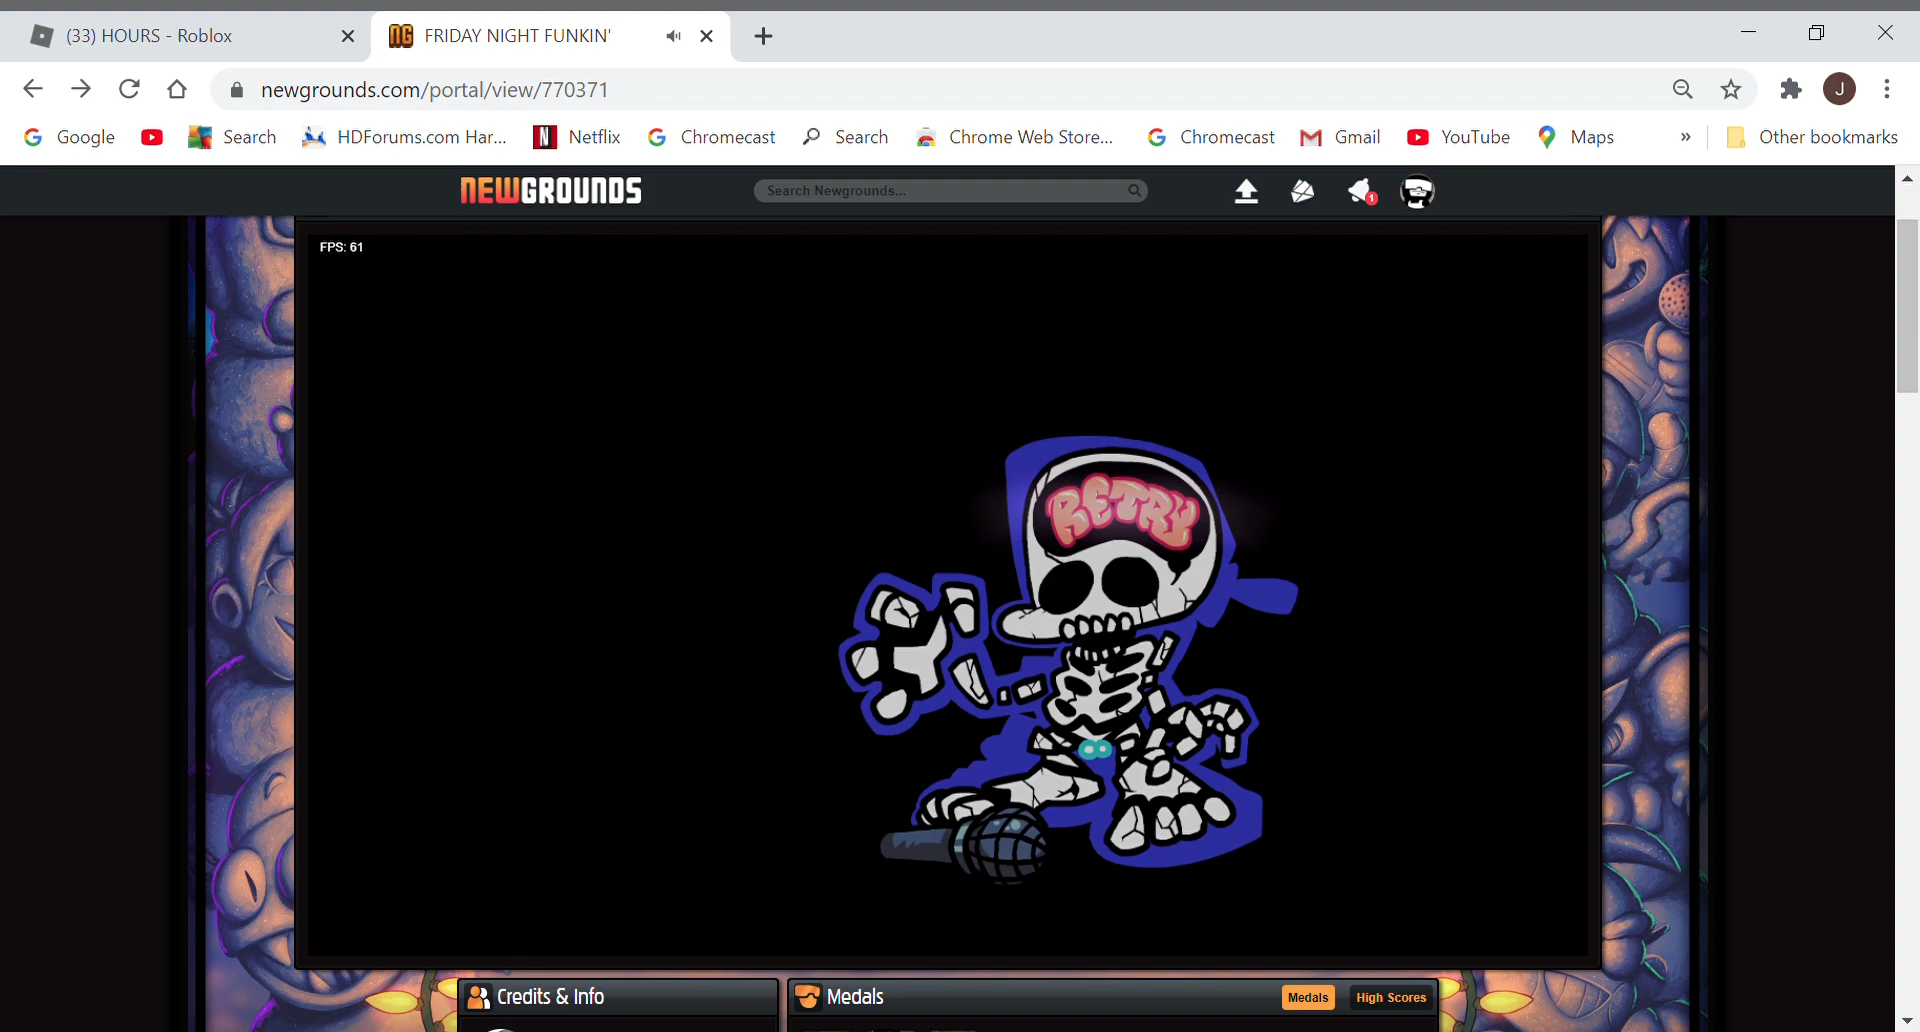 (33) HOURS - Roblox
NG FRIDAY NIGHT FUNKIN'
newgrounds.com/portal/view/770371
J
Google
Search
N Netflix
HDForums.com Har...
Chromecast
Search
Chrome Web Store...
Chromecast
Gmail
YouTube
Maps
»
Other bookmarks
NEWGROUNDS
Search Newgrounds...
1
FPS: 61
RETRY
Credits & Info
Medals
Medals
High Scores